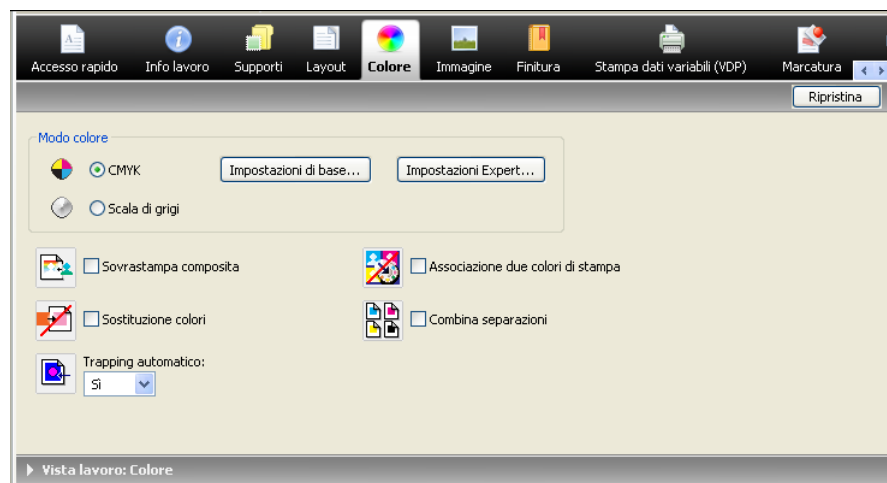 Accesso rapido Info lavoro Supporti Layout Colore Immagine Finitura Stampa dati variabili (VDP) Marcatura
Ripristina
Modo colore
CMYK Impostazioni di base... Impostazioni Expert...
Scala di grigi
Sovrastampa composita Associazione due colori di stampa
Sostituzione colori Combina separazioni
Trapping automatico:
Sì
Vista lavoro: Colore